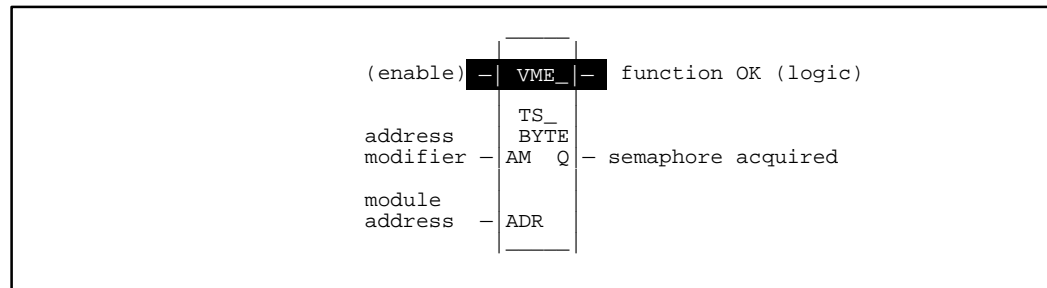 (enable) VME_ function OK (logic)
TS_
address BYTE
modifier AM Q semaphore acquired
module
address ADR